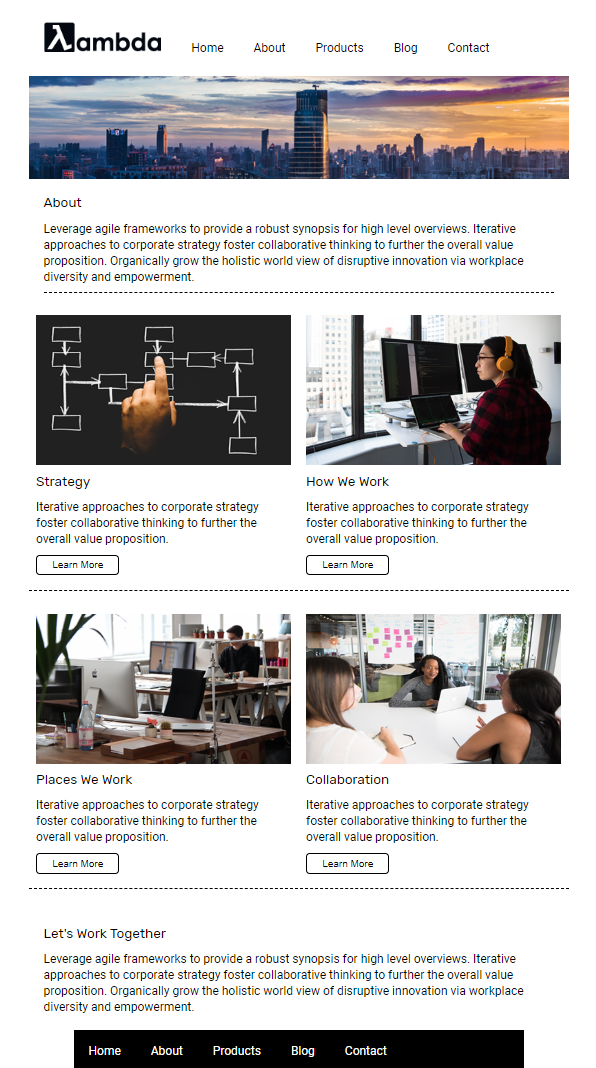 λambda
Home About Products Blog Contact
About
Leverage agile frameworks to provide a robust synopsis for high level overviews. Iterative
approaches to corporate strategy foster collaborative thinking to further the overall value
proposition. Organically grow the holistic world view of disruptive innovation via workplace
diversity and empowerment.
Strategy
Iterative approaches to corporate strategy
foster collaborative thinking to further the
overall value proposition.
Learn More
How We Work
Iterative approaches to corporate strategy
foster collaborative thinking to further the
overall value proposition.
Learn More
Places We Work
Iterative approaches to corporate strategy
foster collaborative thinking to further the
overall value proposition.
Learn More
Collaboration
Iterative approaches to corporate strategy
foster collaborative thinking to further the
overall value proposition.
Learn More
Let's Work Together
Leverage agile frameworks to provide a robust synopsis for high level overviews. Iterative
approaches to corporate strategy foster collaborative thinking to further the overall value
proposition. Organically grow the holistic world view of disruptive innovation via workplace
diversity and empowerment.
Home About Products Blog Contact